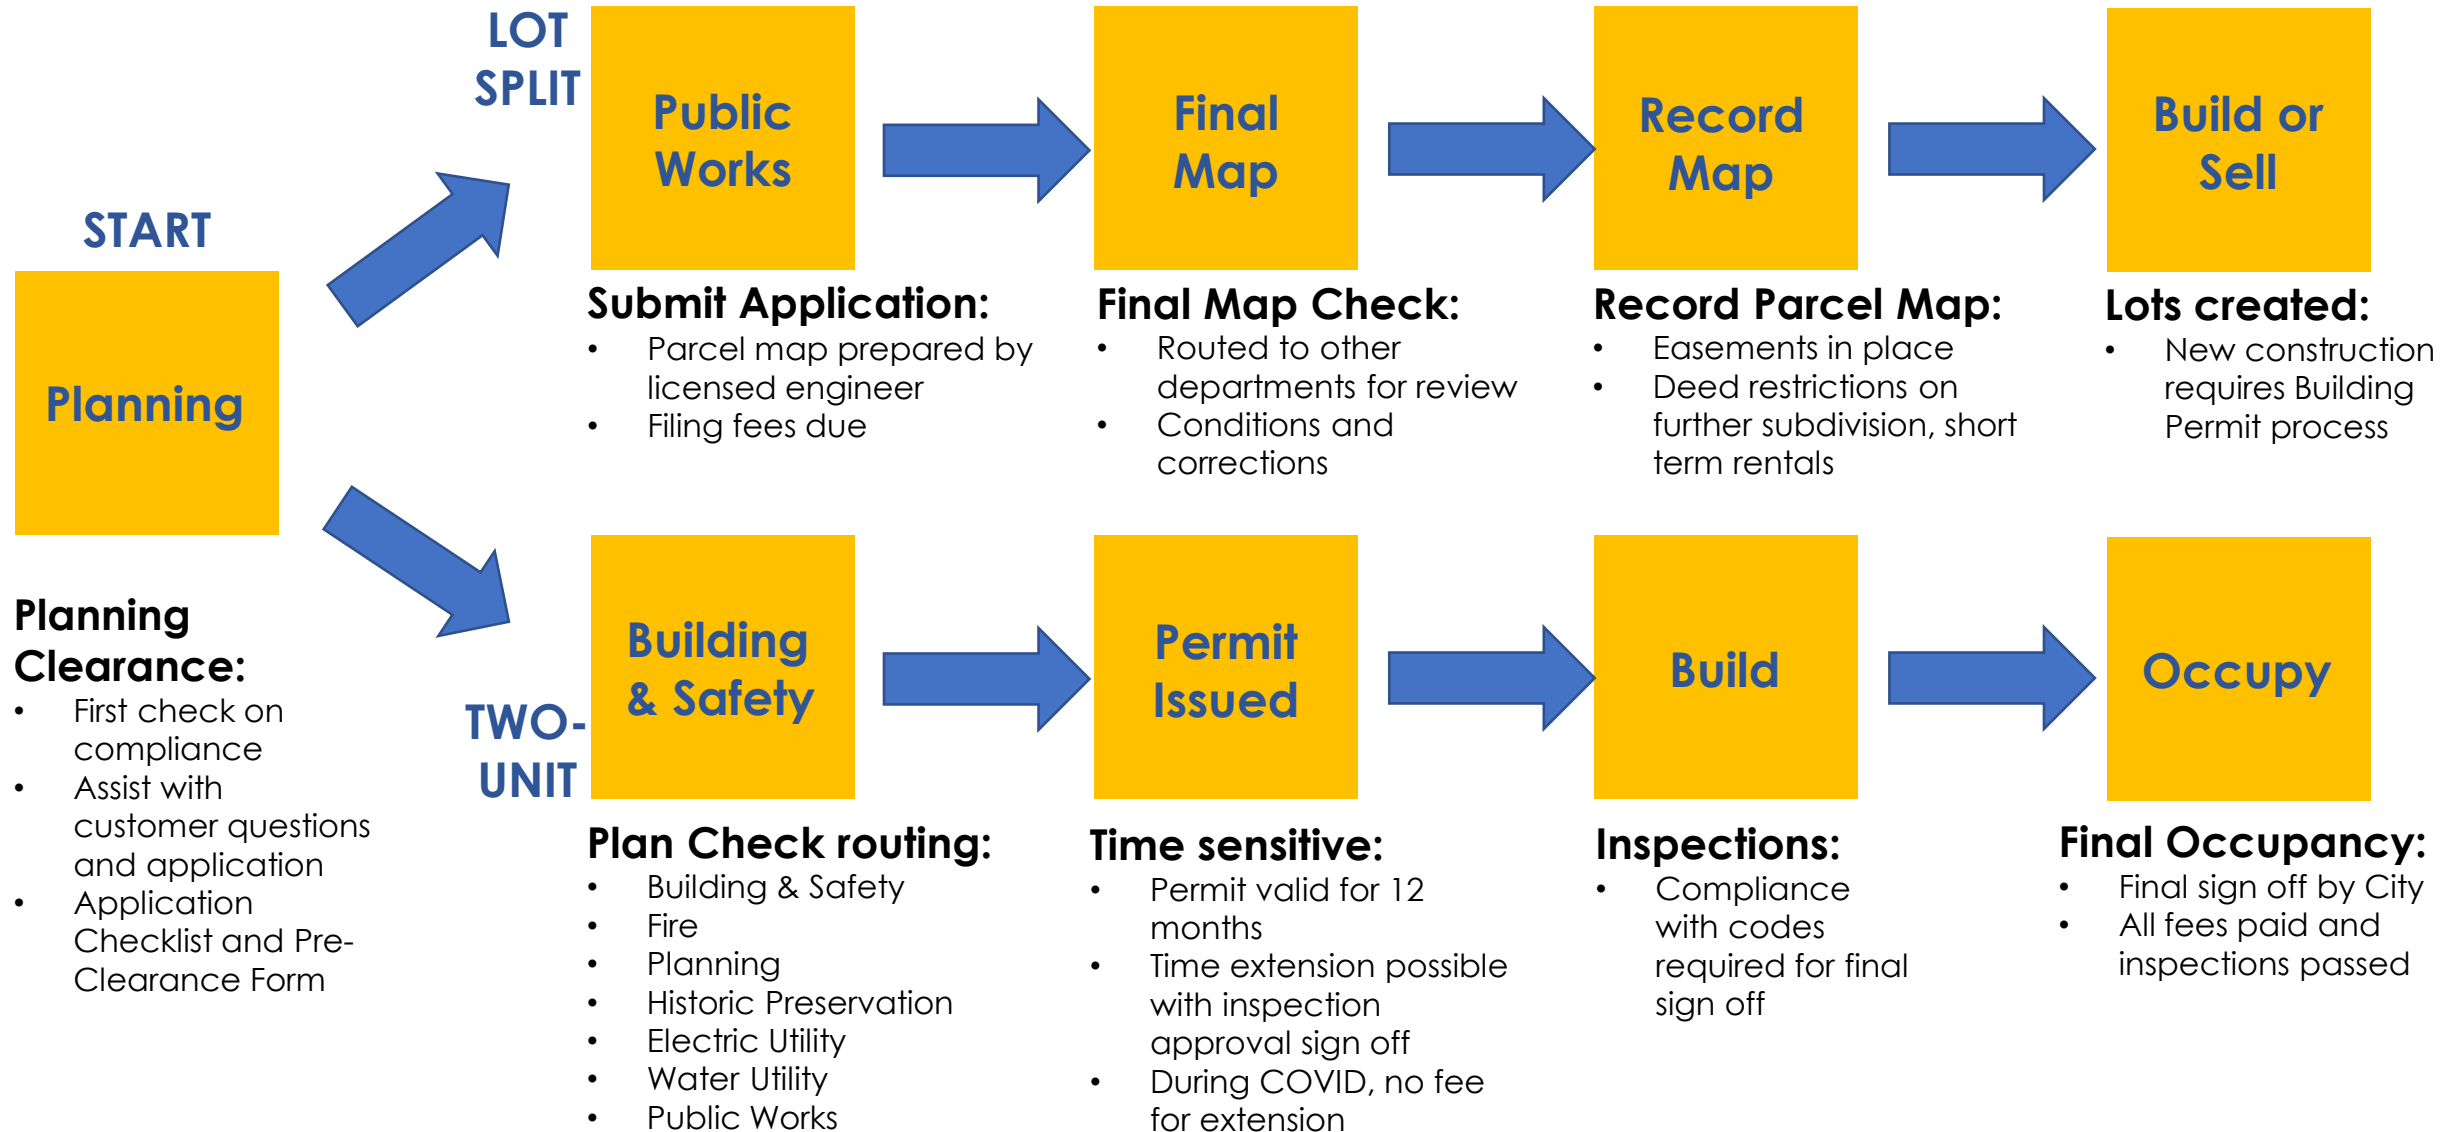 START
Planning
Planning
Clearance:
• First check on
compliance
• Assist with
customer questions
and application
• Application
Checklist and Pre-
Clearance Form
LOT
SPLIT
Public
Works
Submit Application:
• Parcel map prepared by
licensed engineer
• Filing fees due
Final
Map
Final Map Check:
• Routed to other
departments for review
• Conditions and
corrections
Record
Map
Record Parcel Map:
• Easements in place
• Deed restrictions on
further subdivision, short
term rentals
Build or
Sell
Lots created:
• New construction
requires Building
Permit process
TWO-
UNIT
Building
& Safety
Plan Check routing:
• Building & Safety
• Fire
• Planning
• Historic Preservation
• Electric Utility
• Water Utility
• Public Works
Permit
Issued
Time sensitive:
• Permit valid for 12
months
• Time extension possible
with inspection
approval sign off
• During COVID, no fee
for extension
Build
Inspections:
• Compliance
with codes
required for final
sign off
Occupy
Final Occupancy:
• Final sign off by City
• All fees paid and
inspections passed